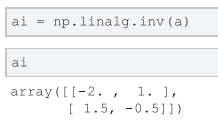 ai = np.linalg.inv(a)
ai
array([[-2. ,  1. ],
       [ 1.5, -0.5]])